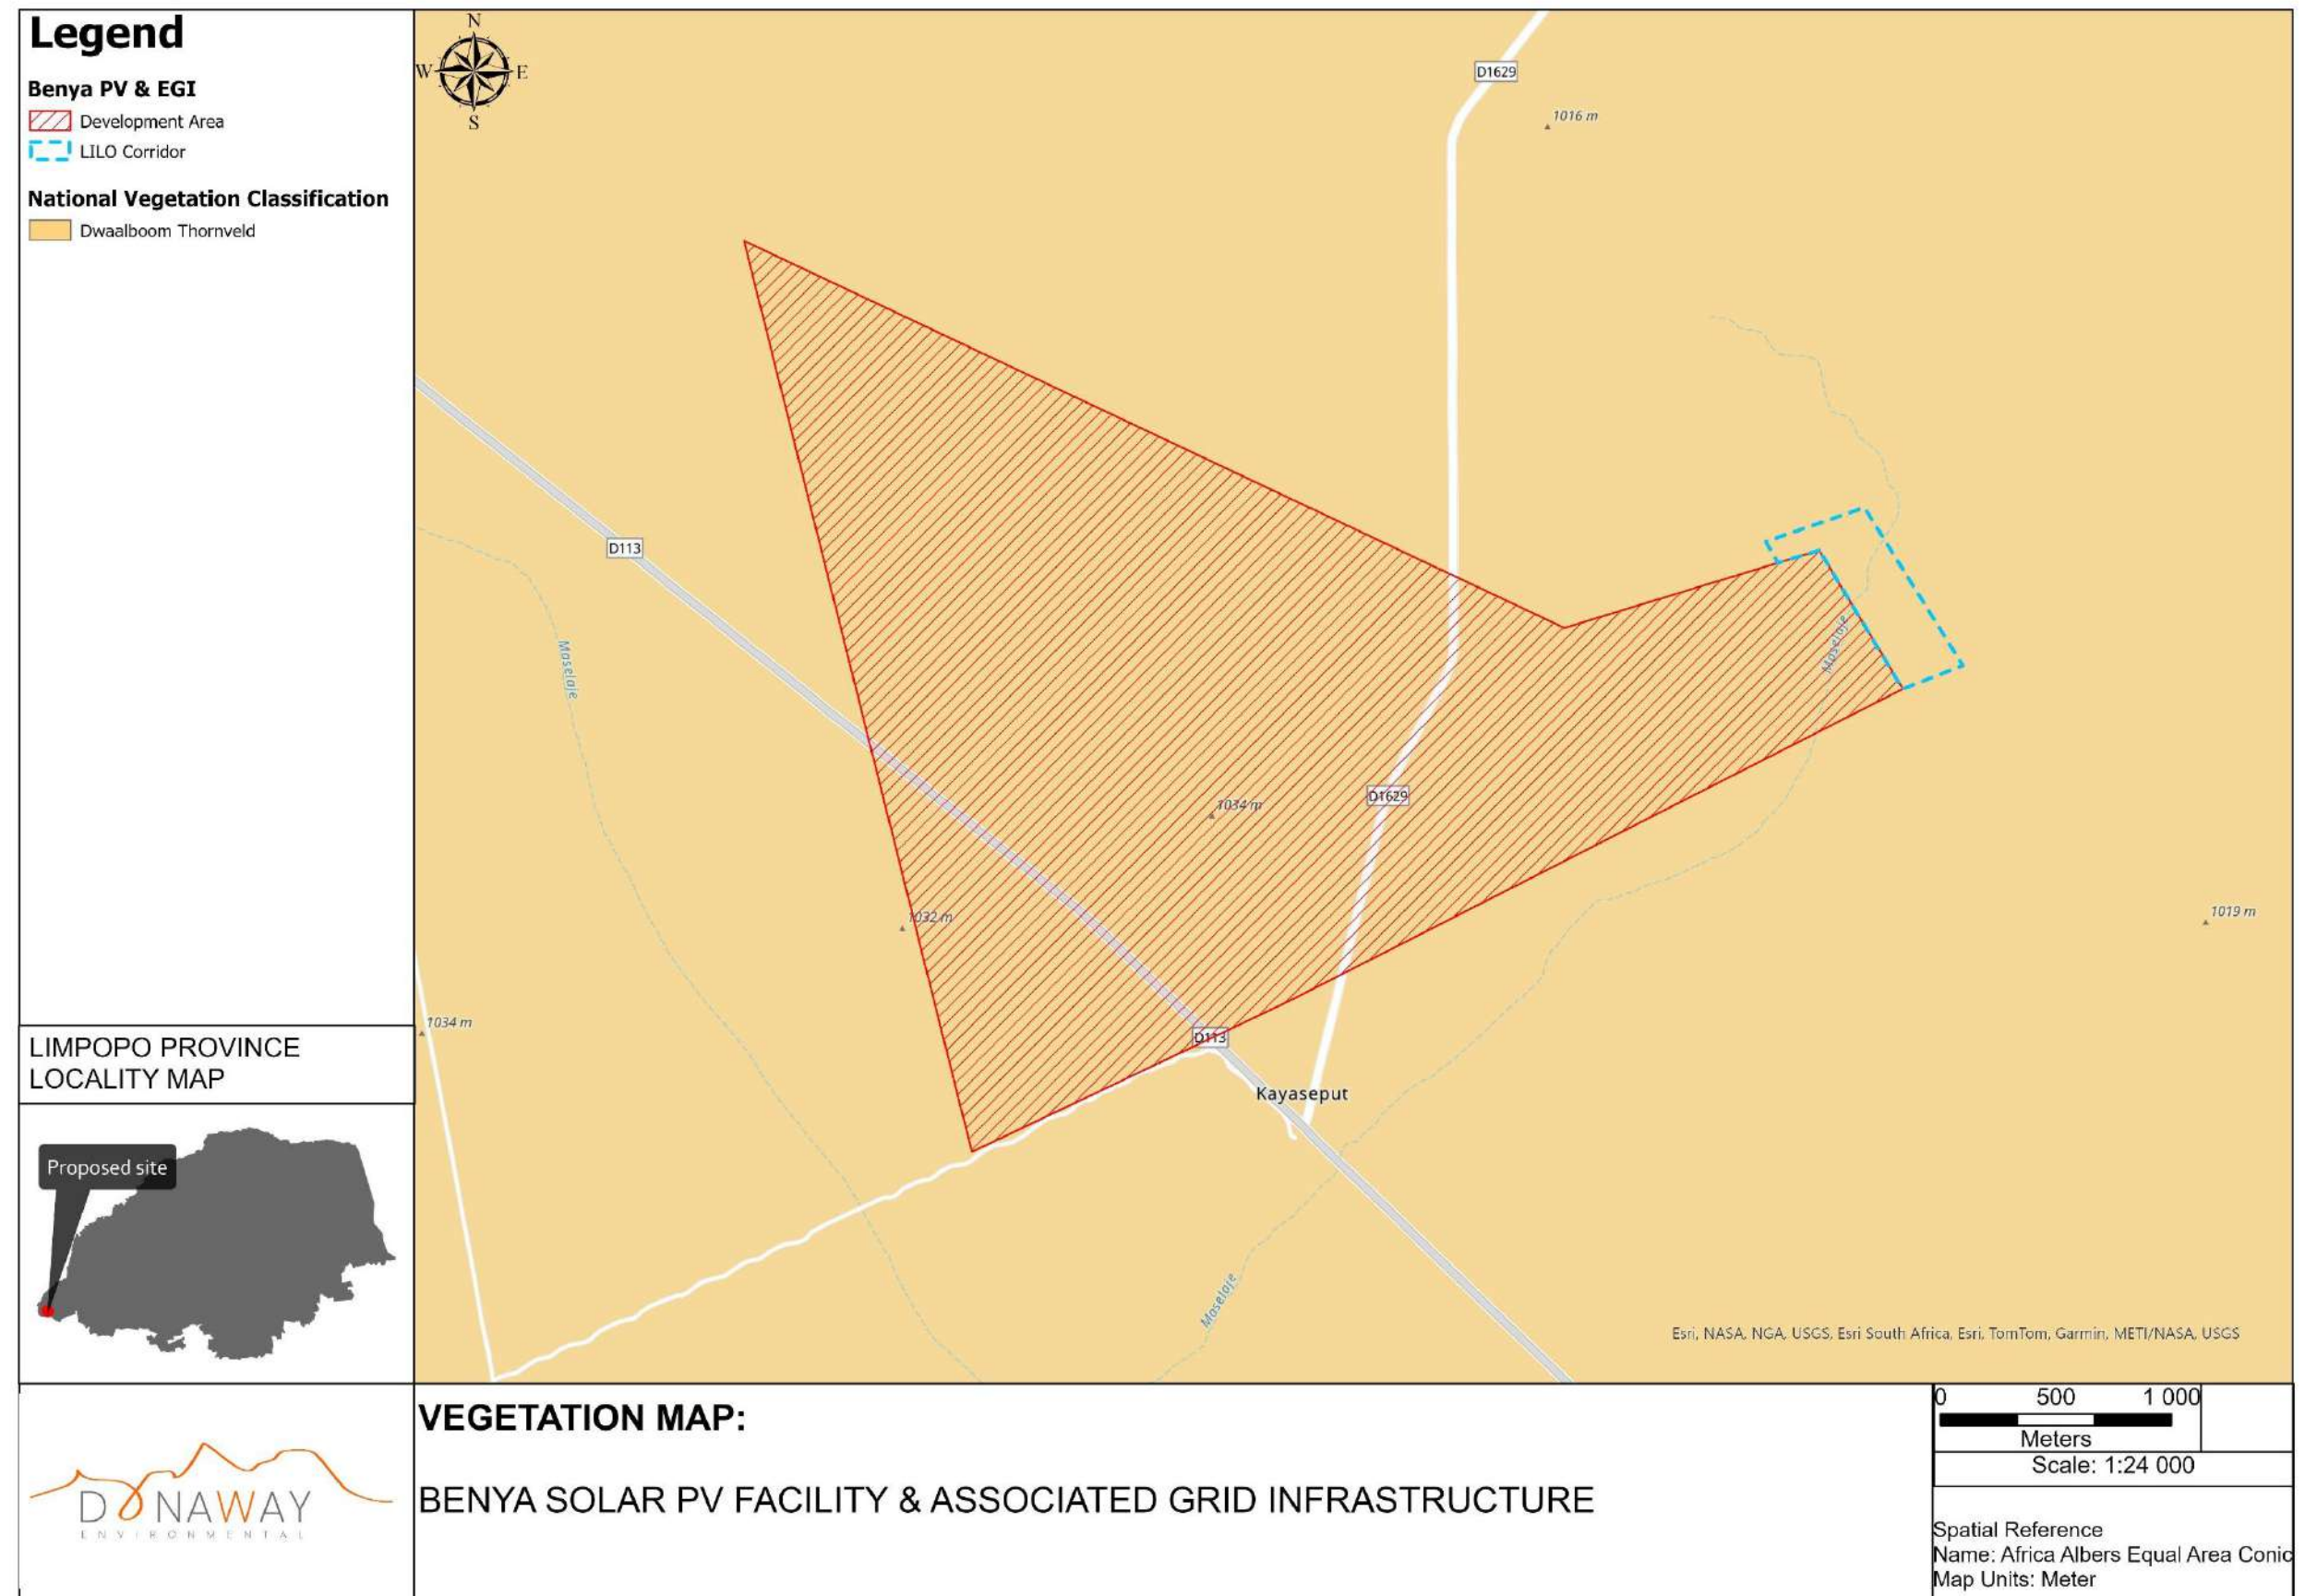 Legend
Benya PV & EGI
Development Area
LILO Corridor
National Vegetation Classification
Dwaalboom Thornveld
N
W
E
S
D1629
1016 m
D113
Maselaje
Maselaje
1034 m
D1629
1032 m
1019 m
1034 m
D113
Kayaseput
Maselaje
Esri, NASA, NGA, USGS, Esri South Africa, Esri, TomTom, Garmin, METI/NASA, USGS
LIMPOPO PROVINCE
LOCALITY MAP
Proposed site
DONAWAY
ENVIRONMENTAL
VEGETATION MAP:
BENYA SOLAR PV FACILITY & ASSOCIATED GRID INFRASTRUCTURE
0 500 1 000
Meters
Scale: 1:24 000
Spatial Reference
Name: Africa Albers Equal Area Conic
Map Units: Meter